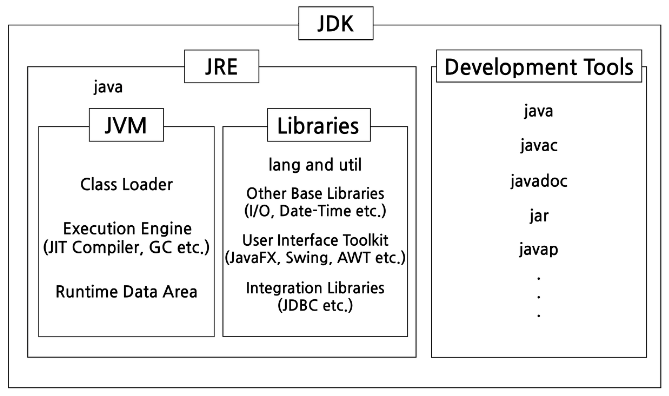 JDK
JRE
java
JVM
Class Loader
Execution Engine
(JIT Compiler, GC etc.)
Runtime Data Area
Libraries
lang and util
Other Base Libraries
(I/O, Date-Time etc.)
User Interface Toolkit
(JavaFX, Swing, AWT etc.)
Integration Libraries
(JDBC etc.)
Development Tools
java
javac
javadoc
jar
javap
.
.
.